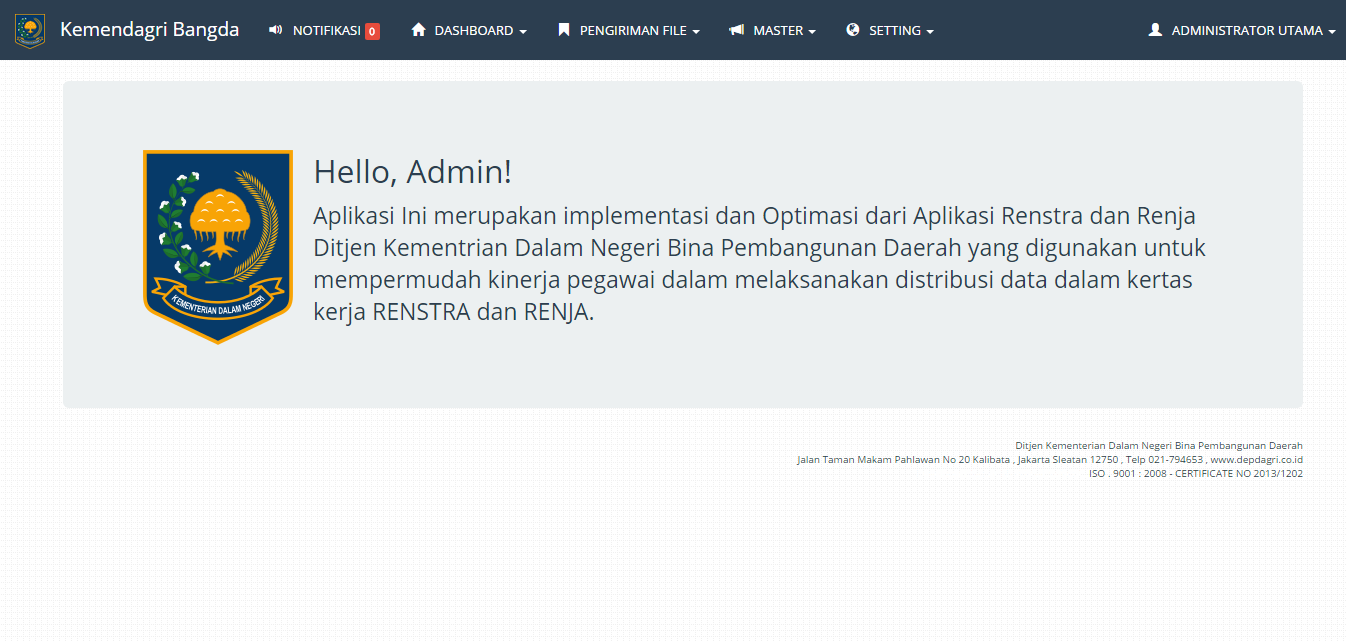 Kemendagri Bangda NOTIFIKASI 0 DASHBOARD PENGIRIMAN FILE MASTER SETTING ADMINISTRATOR UTAMA
Hello, Admin!
Aplikasi Ini merupakan implementasi dan Optimasi dari Aplikasi Renstra dan Renja
Ditjen Kementrian Dalam Negeri Bina Pembangunan Daerah yang digunakan untuk
mempermudah kinerja pegawai dalam melaksanakan distribusi data dalam kertas
kerja RENSTRA dan RENJA.
KEMENTERIAN DALAM NEGERI
Ditjen Kementerian Dalam Negeri Bina Pembangunan Daerah
Jalan Taman Makam Pahlawan No 20 Kalibata , Jakarta Sleatan 12750 , Telp 021-794653 , www.depdagri.co.id
ISO . 9001 : 2008 - CERTIFICATE NO 2013/1202